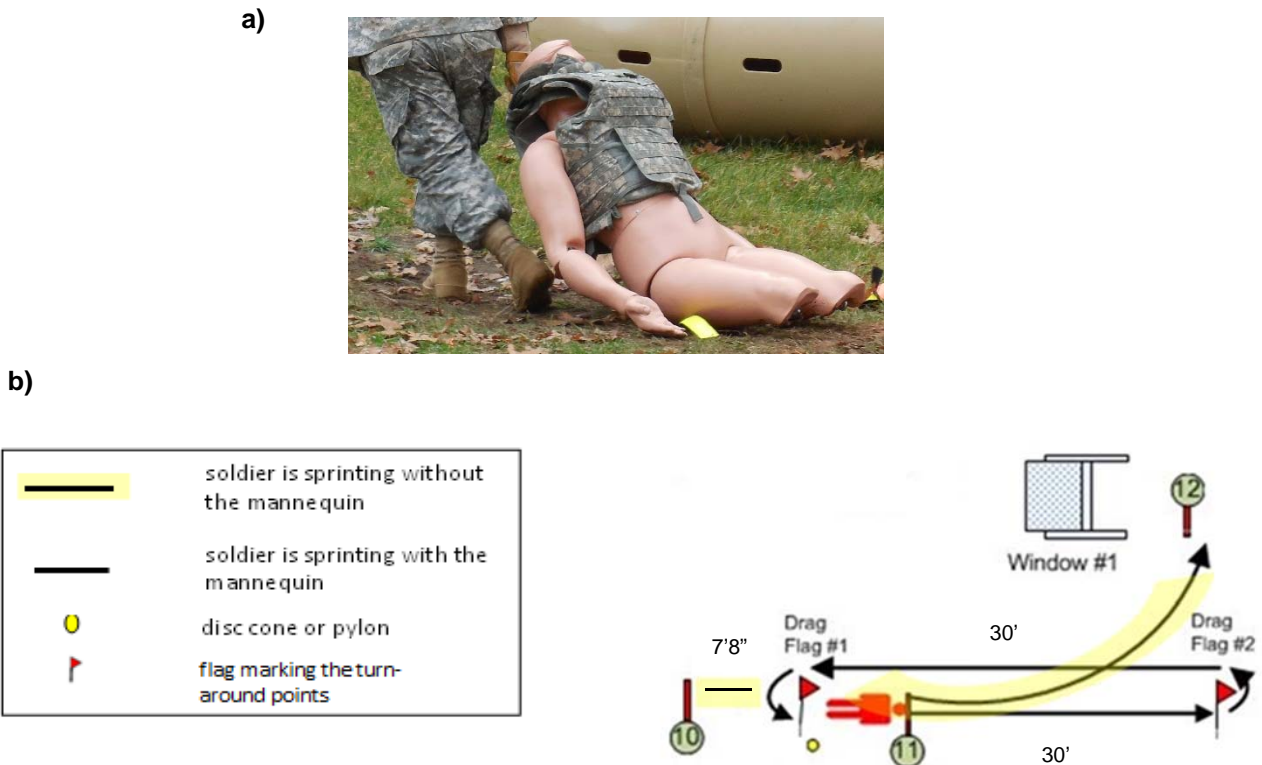 a)
b)
soldier is sprinting without
the mannequin
soldier is sprinting with the
mannequin
disc cone or pylon
flag marking the turn-
around points
12
Window #1
Drag
Flag #1
7’8”
30’
Drag
Flag #2
10
11
30’